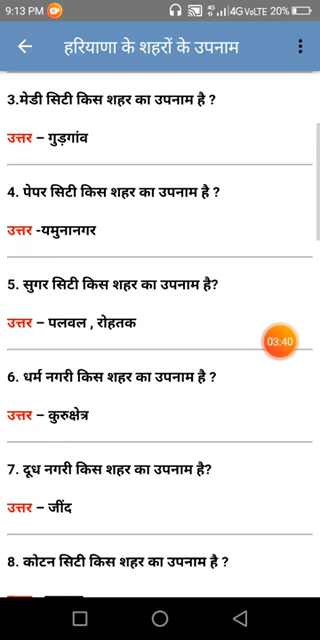 9:13 PM 4G 4G VoLTE 20%
हरियाणा के शहरों के उपनाम
3.मेडी सिटी किस शहर का उपनाम है ?
उत्तर – गुड़गांव
4. पेपर सिटी किस शहर का उपनाम है ?
उत्तर -यमुनानगर
5. सुगर सिटी किस शहर का उपनाम है?
उत्तर – पलवल , रोहतक
03:40
6. धर्म नगरी किस शहर का उपनाम है ?
उत्तर – कुरुक्षेत्र
7. दूध नगरी किस शहर का उपनाम है?
उत्तर – जींद
8. कोटन सिटी किस शहर का उपनाम है ?